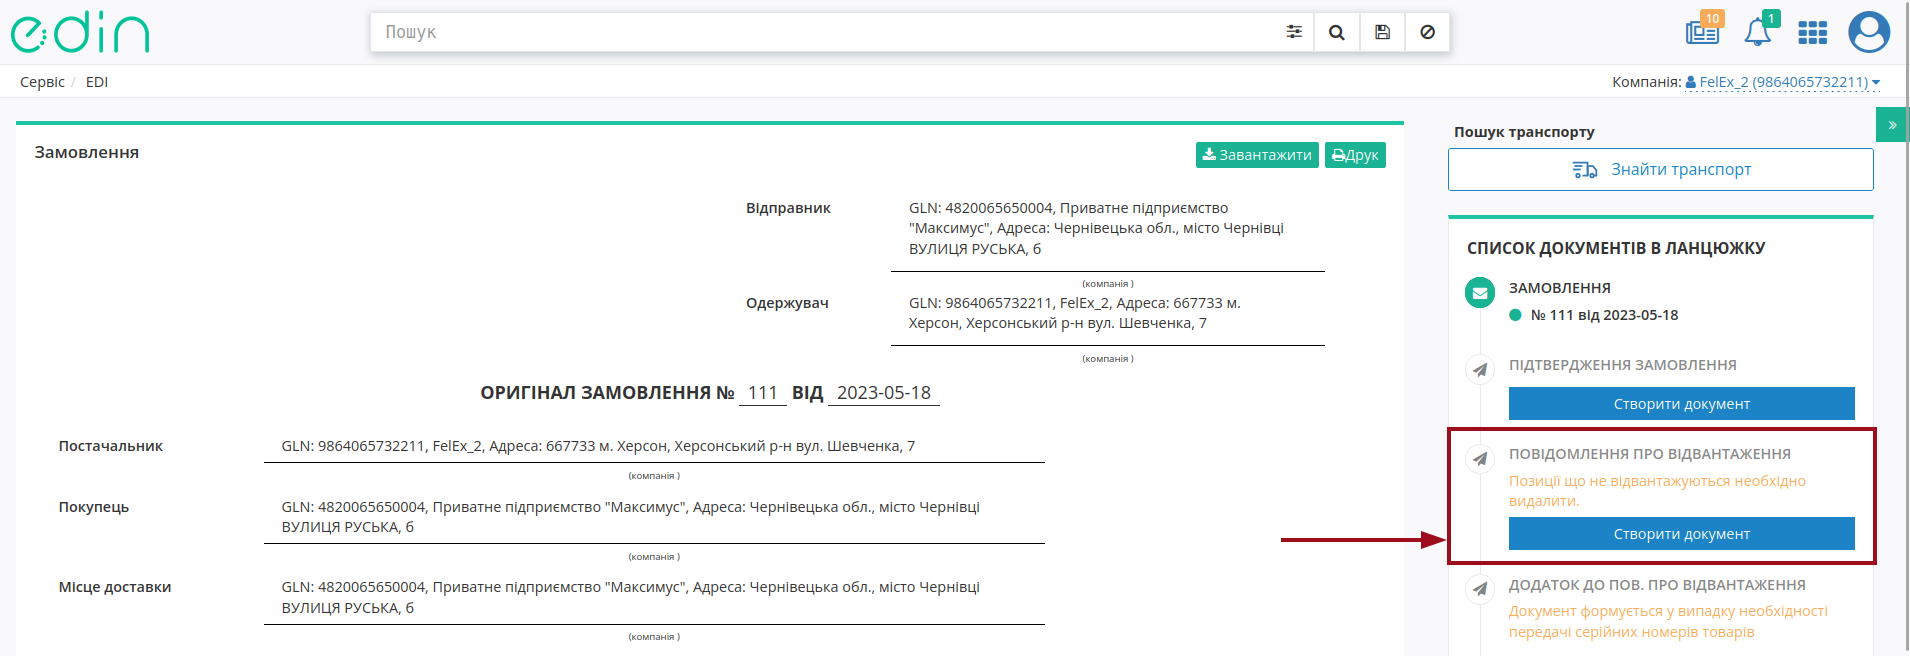 edin
Пошук
10
1
Сервіс / EDI
Компанія: FelEx_2 (9864065732211)
Замовлення
Завантажити
Друк
Відправник
GLN: 4820065650004, Приватне підприємство
"Максимус", Адреса: Чернівецька обл., місто Чернівці
ВУЛИЦЯ РУСЬКА, 6
(компанія )
Одержувач
GLN: 9864065732211, FelEx_2, Адреса: 667733 м.
Херсон, Херсонський р-н вул. Шевченка, 7
(компанія )
ОРИГІНАЛ ЗАМОВЛЕННЯ № 111 ВІД 2023-05-18
Постачальник
GLN: 9864065732211, FelEx_2, Адреса: 667733 м. Херсон, Херсонський р-н вул. Шевченка, 7
(компанія )
Покупець
GLN: 4820065650004, Приватне підприємство "Максимус", Адреса: Чернівецька обл., місто Чернівці
ВУЛИЦЯ РУСЬКА, 6
(компанія )
Місце доставки
GLN: 4820065650004, Приватне підприємство "Максимус", Адреса: Чернівецька обл., місто Чернівці
ВУЛИЦЯ РУСЬКА, 6
(компанія )
»
Пошук транспорту
Знайти транспорт
СПИСОК ДОКУМЕНТІВ В ЛАНЦЮЖКУ
ЗАМОВЛЕННЯ
№ 111 від 2023-05-18
ПІДТВЕРДЖЕННЯ ЗАМОВЛЕННЯ
Створити документ
ПОВІДОМЛЕННЯ ПРО ВІДВАНТАЖЕННЯ
Позиції що не відвантажуються необхідно
видалити.
Створити документ
ДОДАТОК ДО ПОВ. ПРО ВІДВАНТАЖЕННЯ
Документ формується у випадку необхідності
передачі серійних номерів товарів